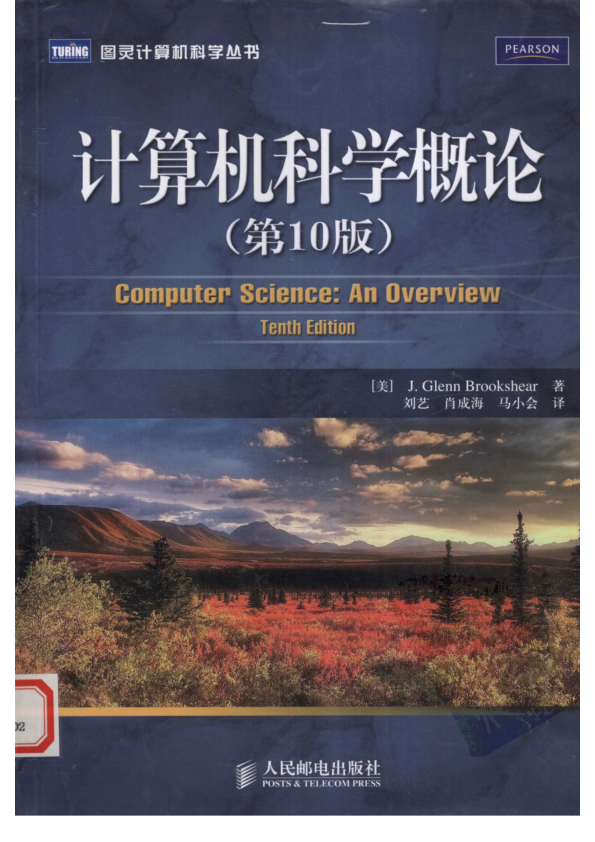 TURING 图灵计算机科学丛书
PEARSON
计算机科学概论
（第10版）
Computer Science: An Overview
Tenth Edition
[美] J. Glenn Brookshear 著
刘艺 肖成海 马小会 译
02
人民邮电出版社
POSTS & TELECOM PRESS